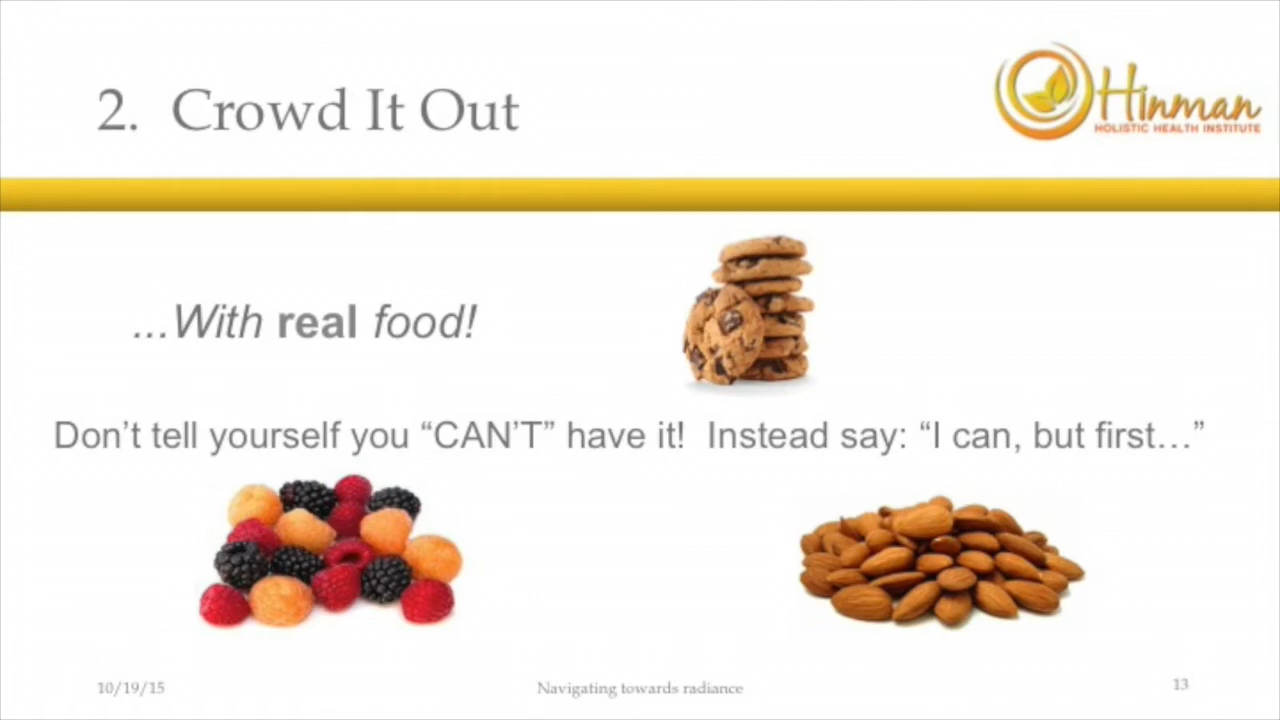 2. Crowd It Out
Hinman
HOLISTIC HEALTH INSTITUTE
...With real food!
Don’t tell yourself you “CAN’T” have it! Instead say: “I can, but first…”
10/19/15
Navigating towards radiance
13